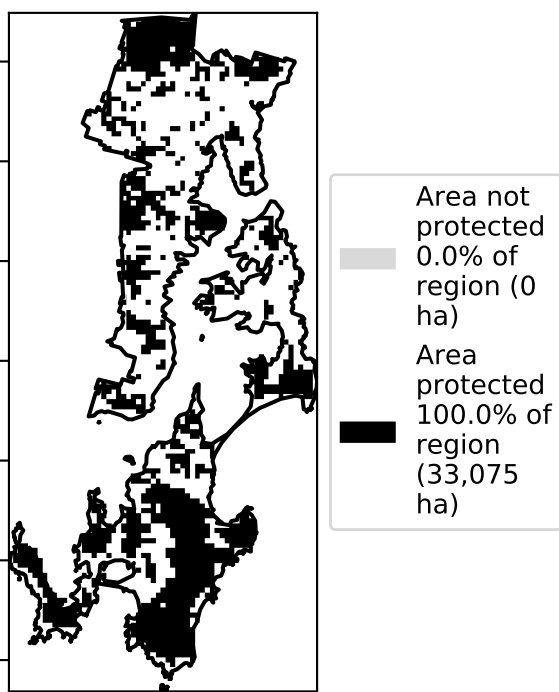 Area not
protected
0.0% of
region (0
ha)
Area
protected
100.0% of
region
(33,075
ha)